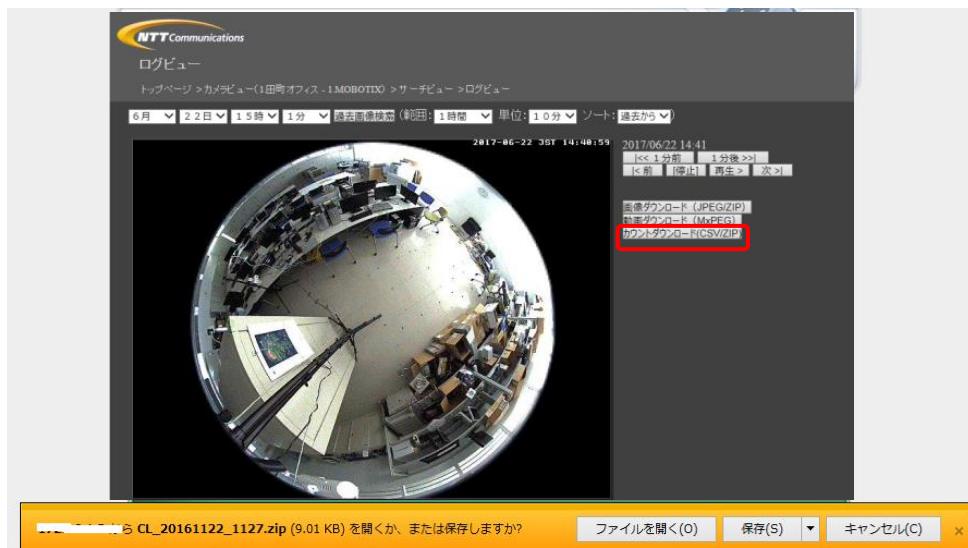 NTT Communications
ログビュー
トップページ >カメラビュー(1田町オフィス - 1.MOBOTIX) >サーチビュー >ログビュー
6月 22日 15時 1分 過去画像検索 (範囲: 1時間 単位: 10分 ソート: 過去から )
2017-06-22 JST 14:40:59
2017/06/22 14:41
|<< 1分前 1分後 >>|
|< 前 [停止] 再生 > 次 >|
画像ダウンロード (JPEG/ZIP)
動画ダウンロード (MxPEG)
カウントダウンロード(CSV/ZIP)
ら CL_20161122_1127.zip (9.01 KB) を開くか、または保存しますか?
ファイルを開く(O) 保存(S) ▼ キャンセル(C) ×